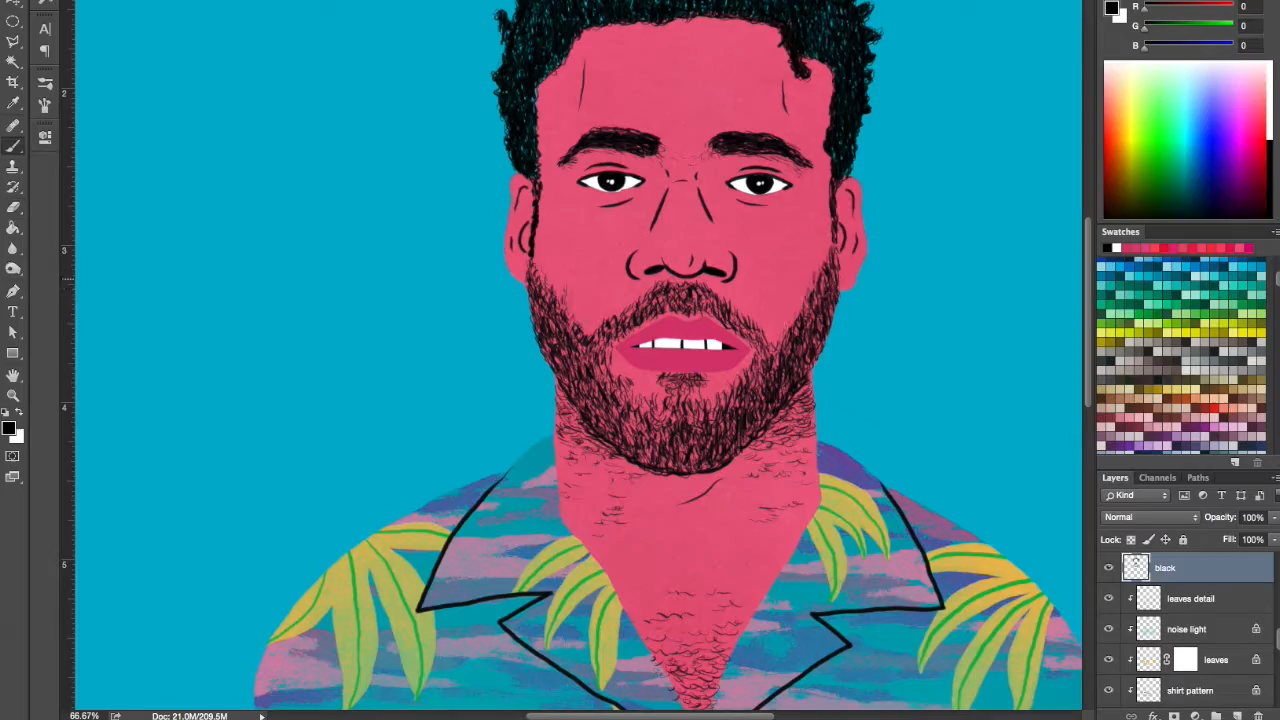 R 0
G 0
B 0
Swatches
2
3
4
5
Layers Channels Paths
Kind
Normal Opacity: 100%
Lock: Fill: 100%
black
leaves detail
noise light
leaves
shirt pattern
66.67% Doc: 21.0M/209.5M